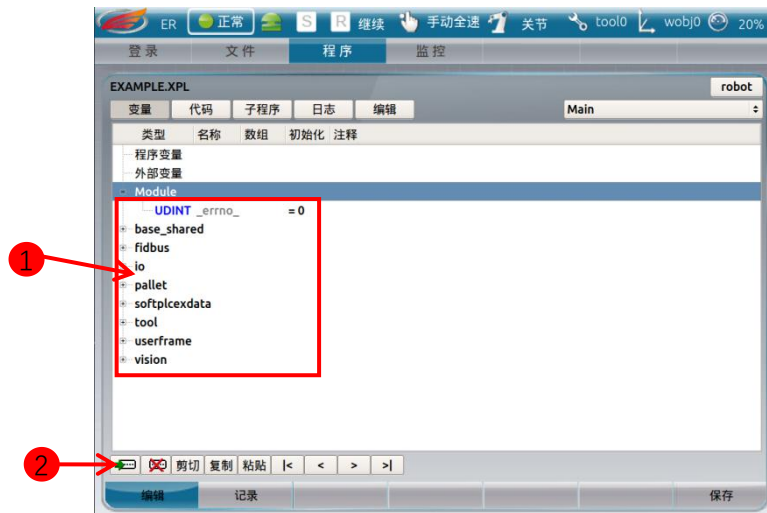 ER 正常 S R 继续 手动全速 关节 tool0 wobj0 20%
登录 文件 程序 监控
EXAMPLE.XPL robot
变量 代码 子程序 日志 编辑 Main
类型 名称 数组 初始化 注释
程序变量
外部变量
Module
UDINT _errno_ = 0
base_shared
fidbus
1
io
pallet
softplcexdata
tool
userframe
vision
2 剪切 复制 粘贴 |< < > >|
编辑 记录 保存